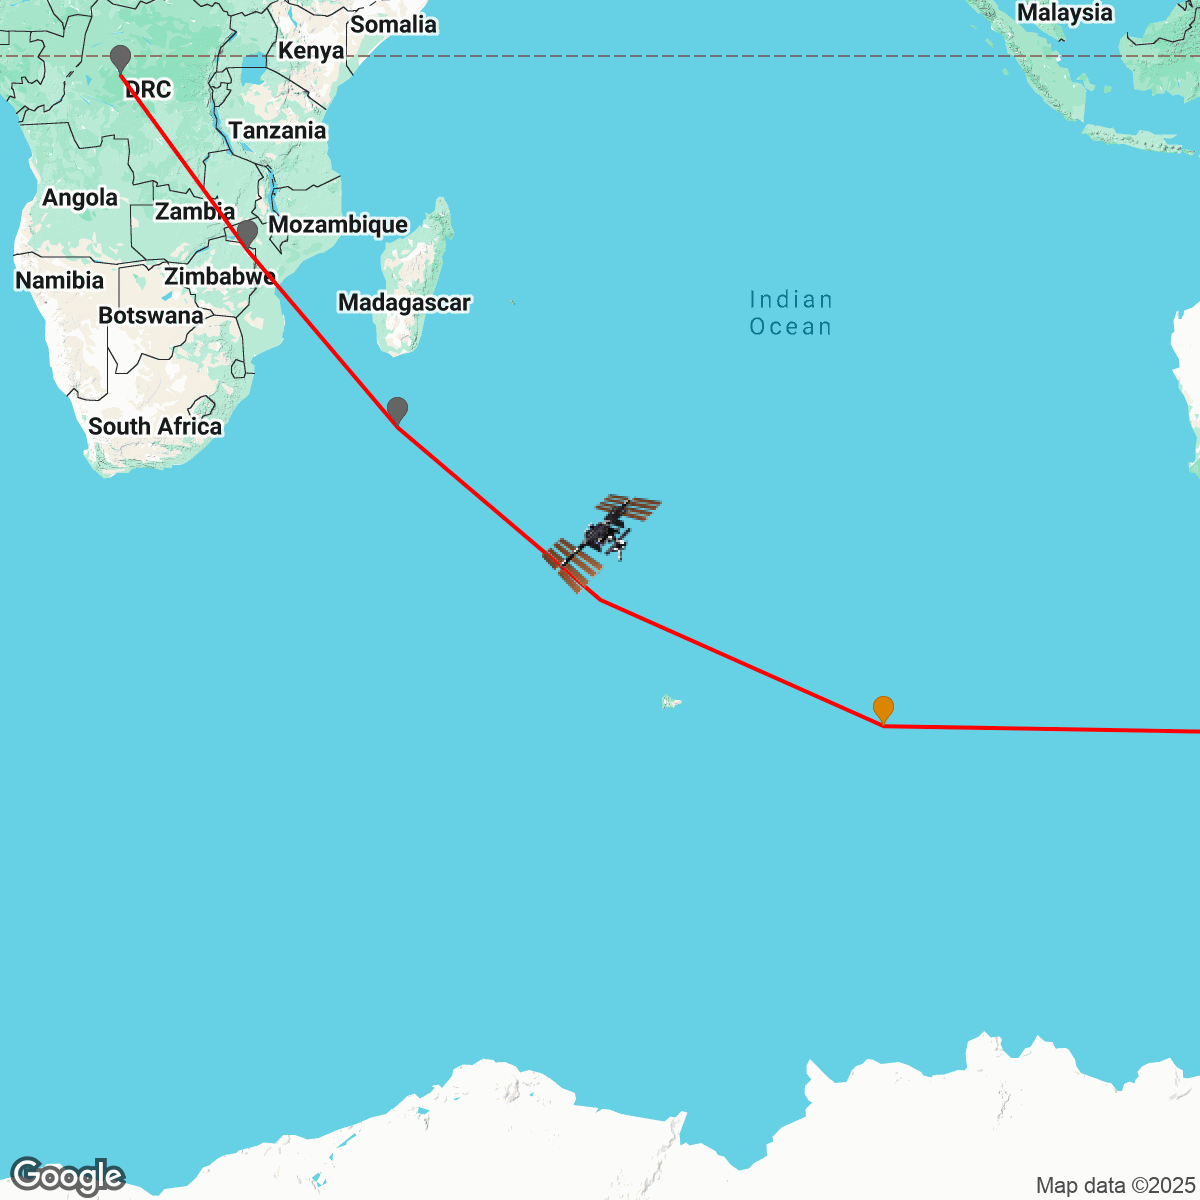 Somalia
Malaysia
Kenya
DRC
Tanzania
Angola
Zambia
Mozambique
Namibia
Zimbabwe
Madagascar
Indian
Ocean
Botswana
South Africa
Google
Map data ©2025